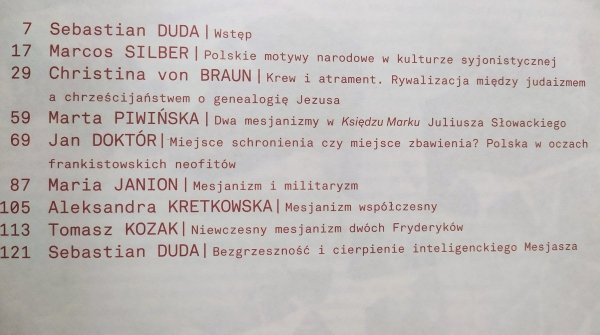 7 Sebastian DUDA | Wstęp
17 Marcos SILBER | Polskie motywy narodowe w kulturze syjonistycznej
29 Christina von BRAUN | Krew i atrament. Rywalizacja między judaizmem
a chrześcijaństwem o genealogię Jezusa
59 Marta PIWIŃSKA | Dwa mesjanizmy w Księdzu Marku Juliusza Słowackiego
69 Jan DOKTÓR | Miejsce schronienia czy miejsce zbawienia? Polska w oczach
frankistowskich neofitów
87 Maria JANION | Mesjanizm i militaryzm
105 Aleksandra KRETKOWSKA | Mesjanizm współczesny
113 Tomasz KOZAK | Niewczesny mesjanizm dwóch Fryderyków
121 Sebastian DUDA | Bezgrzeszność i cierpienie inteligenckiego Mesjasza